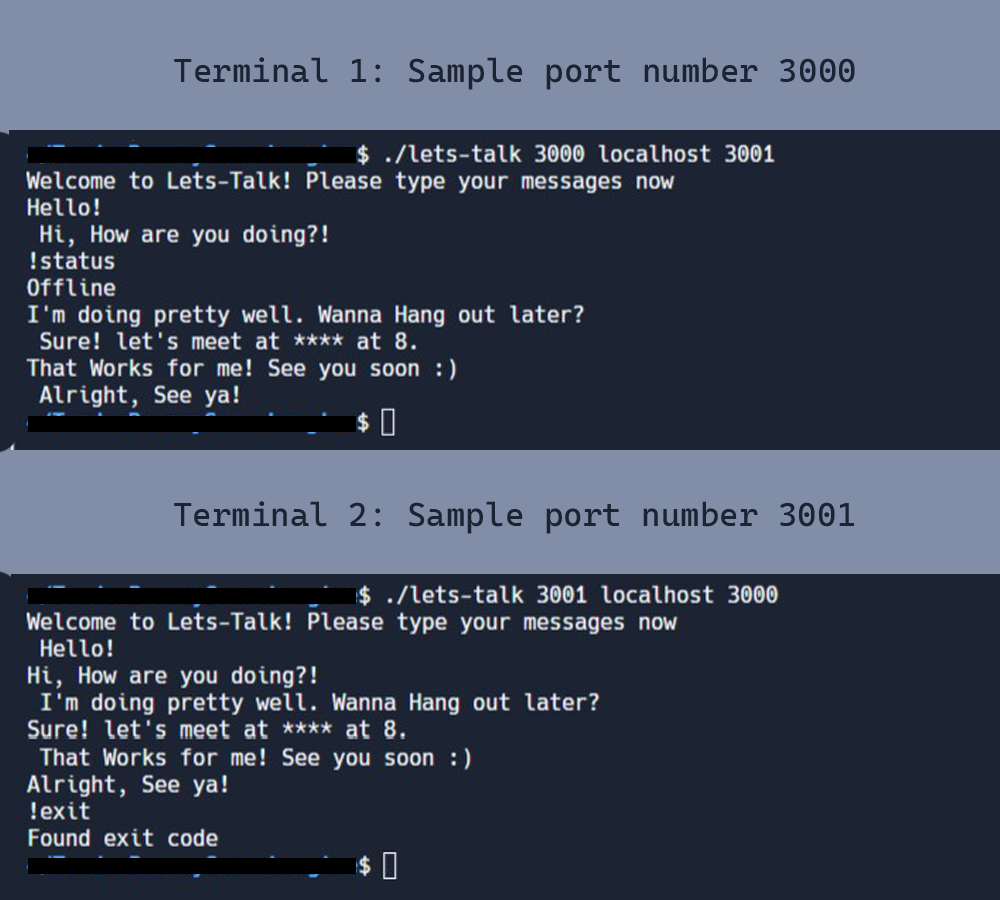 Terminal 1: Sample port number 3000
$ ./lets-talk 3000 localhost 3001
Welcome to Lets-Talk! Please type your messages now
Hello!
Hi, How are you doing?!
!status
Offline
I'm doing pretty well. Wanna Hang out later?
Sure! let's meet at **** at 8.
That Works for me! See you soon :)
Alright, See ya!
$
Terminal 2: Sample port number 3001
$ ./lets-talk 3001 localhost 3000
Welcome to Lets-Talk! Please type your messages now
Hello!
Hi, How are you doing?!
I'm doing pretty well. Wanna Hang out later?
Sure! let's meet at **** at 8.
That Works for me! See you soon :)
Alright, See ya!
!exit
Found exit code
$